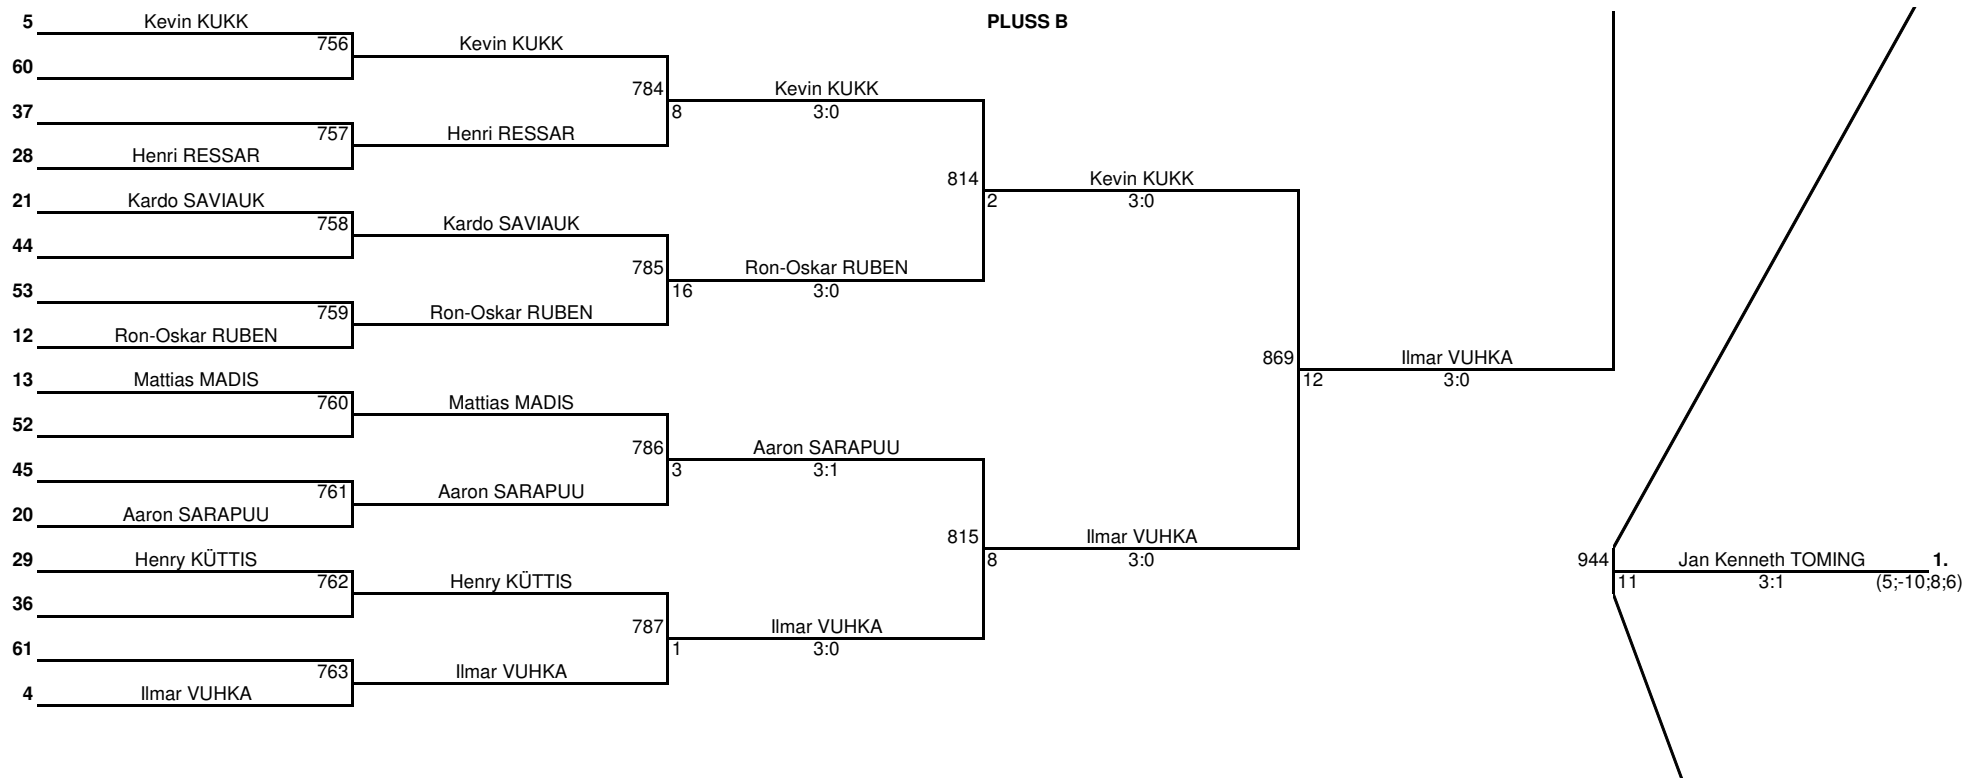 PLUSS B
5 Kevin KUKK
756 Kevin KUKK
60
784 Kevin KUKK
37
8 3:0
757 Henri RESSAR
28 Henri RESSAR
814 Kevin KUKK
21 Kardo SAVIAUK
2 3:0
758 Kardo SAVIAUK
44
785 Ron-Oskar RUBEN
53
16 3:0
759 Ron-Oskar RUBEN
12 Ron-Oskar RUBEN
869 Ilmar VUHKA
13 Mattias MADIS
12 3:0
760 Mattias MADIS
52
786 Aaron SARAPUU
45
3 3:1
761 Aaron SARAPUU
20 Aaron SARAPUU
815 Ilmar VUHKA
29 Henry KÜTTIS
8 3:0
944 Jan Kenneth TOMING 1.
762 Henry KÜTTIS
11 3:1 (5;-10;8;6)
36
787 Ilmar VUHKA
61
1 3:0
763 Ilmar VUHKA
4 Ilmar VUHKA